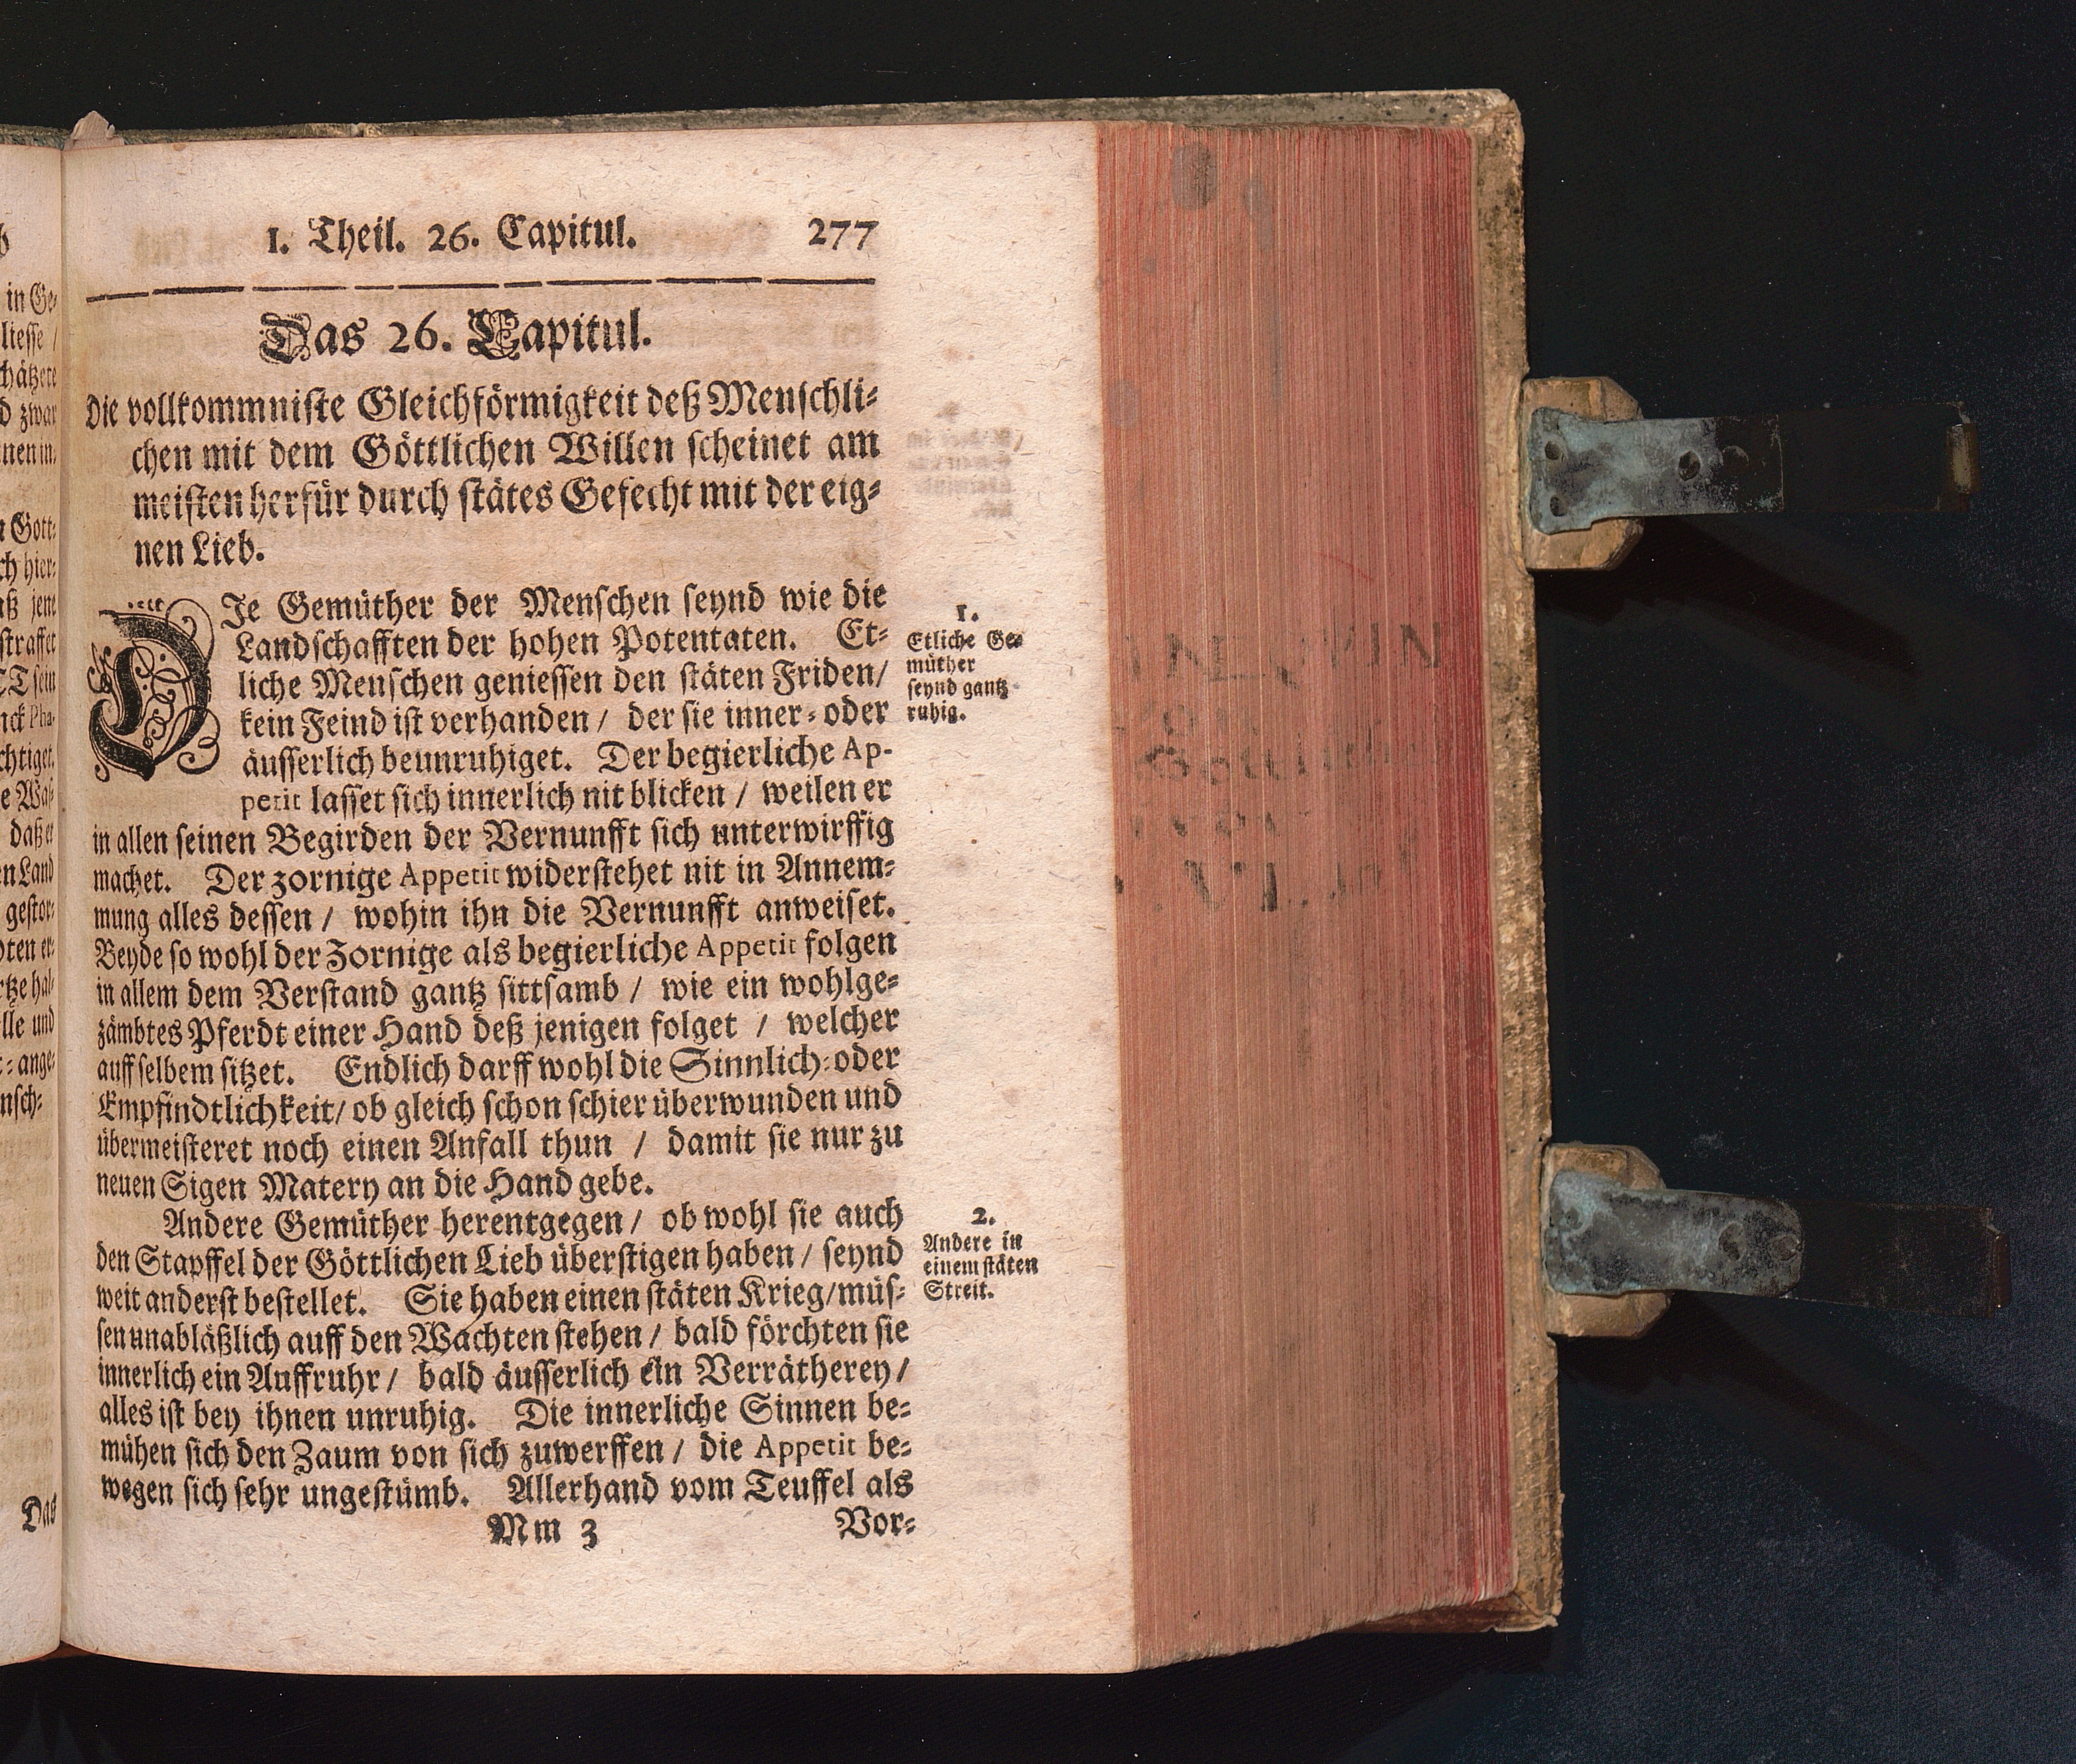 1. Theil. 26. Capitul. 277
Das 26. Capitul.
Die vollkommniste Gleichförmigkeit deß Menschli-
chen mit dem Göttlichen Willen scheinet am
meisten herfür durch stätes Gefecht mit der eig-
nen Lieb.
DJe Gemüther der Menschen seynd wie die
Landschafften der hohen Potentaten. Et-
liche Menschen geniessen den stäten Friden/
kein Feind ist verhanden / der sie inner- oder
äusserlich beunruhiget. Der begierliche Ap-
petit lasset sich innerlich nit blicken / weilen er
in allen seinen Begirden der Vernunfft sich unterwirffig
machet. Der zornige Appetit widerstehet nit in Annem-
mung alles dessen / wohin ihn die Vernunfft anweiset.
Beyde so wohl der Zornige als begierliche Appetit folgen
in allem dem Verstand gantz sittsamb / wie ein wohlge-
zämbtes Pferdt einer Hand deß jenigen folget / welcher
auff selbem sitzet. Endlich darff wohl die Sinnlich- oder
Empfindtlichkeit/ ob gleich schon schier überwunden und
übermeisteret noch einen Anfall thun / damit sie nur zu
neuen Sigen Matery an die Hand gebe.
1.
Etliche Ge-
müther
seynd gantz
ruhig.
Andere Gemüther herentgegen / ob wohl sie auch
den Stapffel der Göttlichen Lieb überstigen haben / seynd
weit anderst bestellet. Sie haben einen stäten Krieg/müs-
sen unabläßlich auff den Wachten stehen / bald förchten sie
innerlich ein Auffruhr / bald äusserlich ein Verrätherey /
alles ist bey ihnen unruhig. Die innerliche Sinnen be-
mühen sich den Zaum von sich zuwerffen / die Appetit be-
wegen sich sehr ungestümb. Allerhand vom Teuffel als
2.
Andere in
einem stäten
Streit.
Mm 3 Vor-